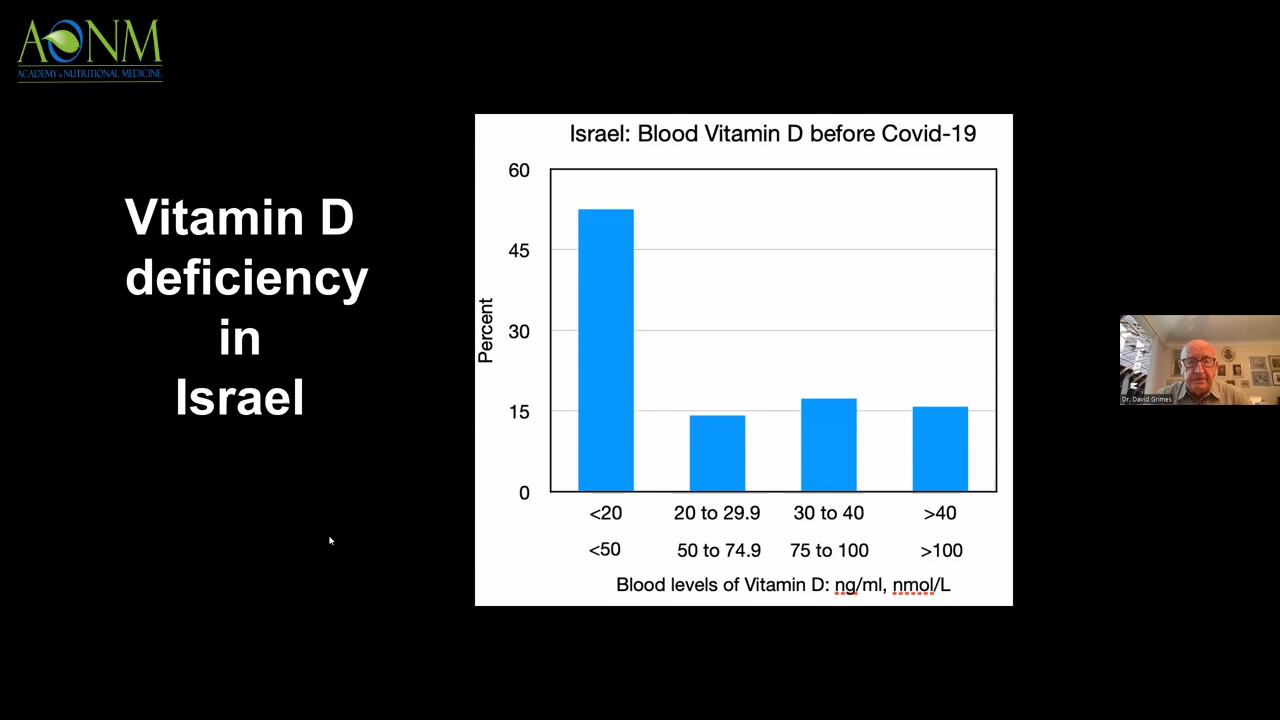 AONM
ACADEMY of NUTRITIONAL MEDICINE
Vitamin D
deficiency
in
Israel
Israel: Blood Vitamin D before Covid-19
60
45
30
15
0
Percent
<20 20 to 29.9 30 to 40 >40
<50 50 to 74.9 75 to 100 >100
Blood levels of Vitamin D: ng/ml, nmol/L
Dr. David Grimes